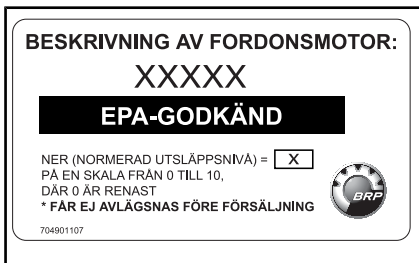 BESKRIVNING AV FORDONSMOTOR:
XXXXX
EPA-GODKÄND
NER (NORMERAD UTSLÄPPSNIVÅ) = X
PÅ EN SKALA FRÅN 0 TILL 10,
DÄR 0 ÄR RENAST
* FÅR EJ AVLÄGSNAS FÖRE FÖRSÄLJNING
BRP
704901107